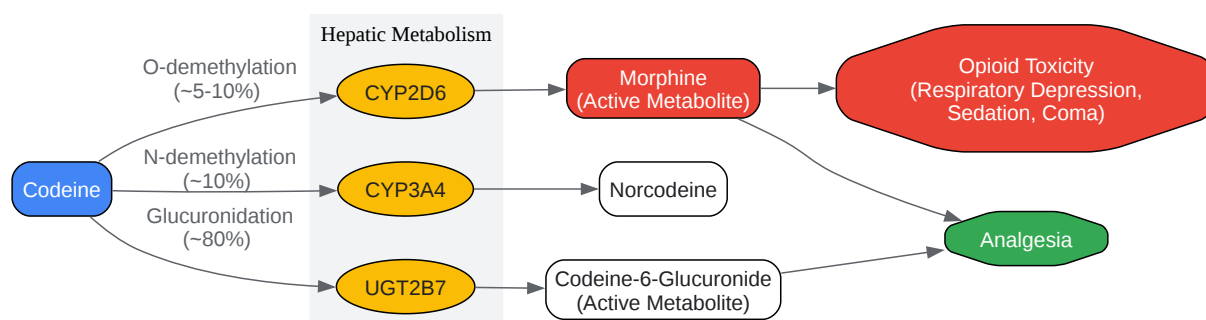 Hepatic Metabolism
O-demethylation
(~5-10%)
CYP2D6
Morphine
(Active Metabolite)
Opioid Toxicity
(Respiratory Depression,
Sedation, Coma)
Codeine
N-demethylation
(~10%)
CYP3A4
Norcodeine
Glucuronidation
(~80%)
UGT2B7
Codeine-6-Glucuronide
(Active Metabolite)
Analgesia